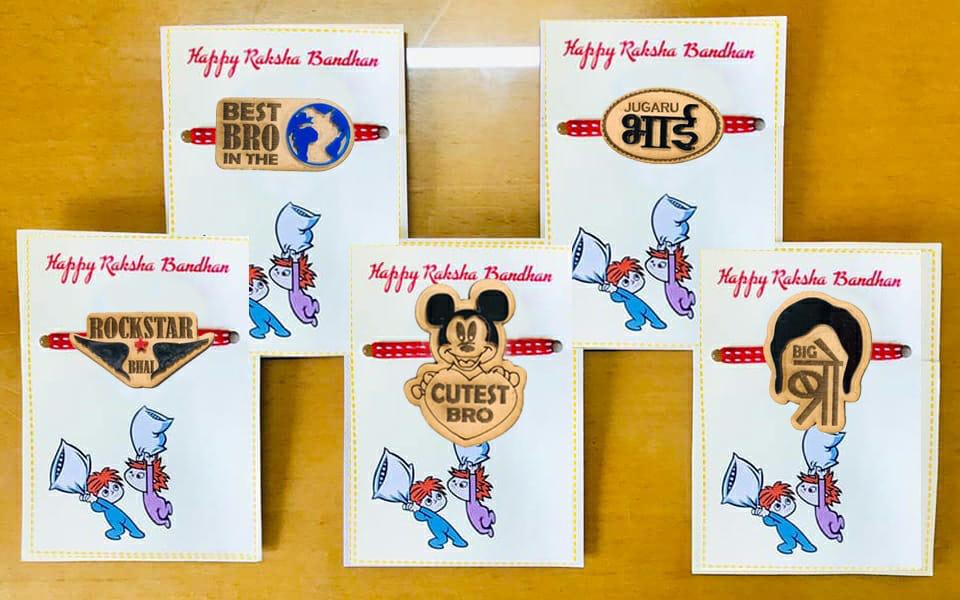 Happy Raksha Bandhan
BEST
BRO
IN THE
Happy Raksha Bandhan
JUGARU
भाई
Happy Raksha Bandhan
ROCKSTAR
BHAI
Happy Raksha Bandhan
CUTEST
BRO
Happy Raksha Bandhan
BIG
ब्रो